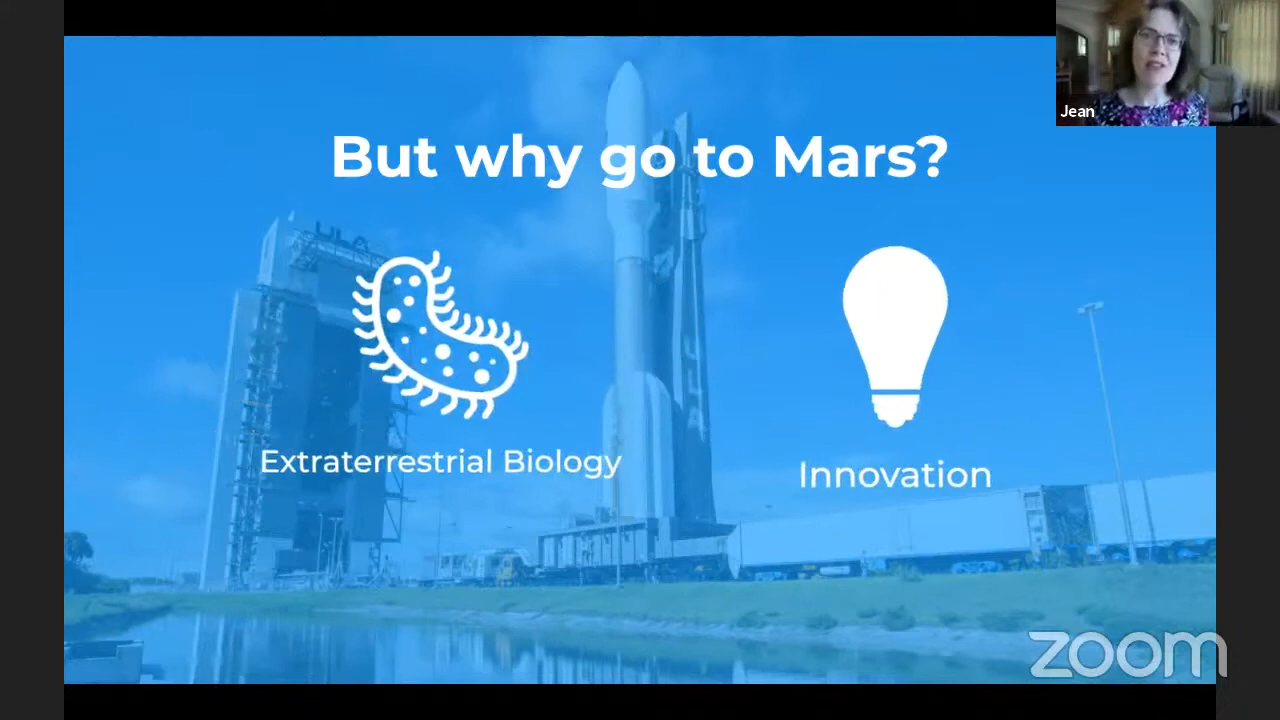 Jean
But why go to Mars?
ULA
ULA
Extraterrestrial Biology
Innovation
zoom